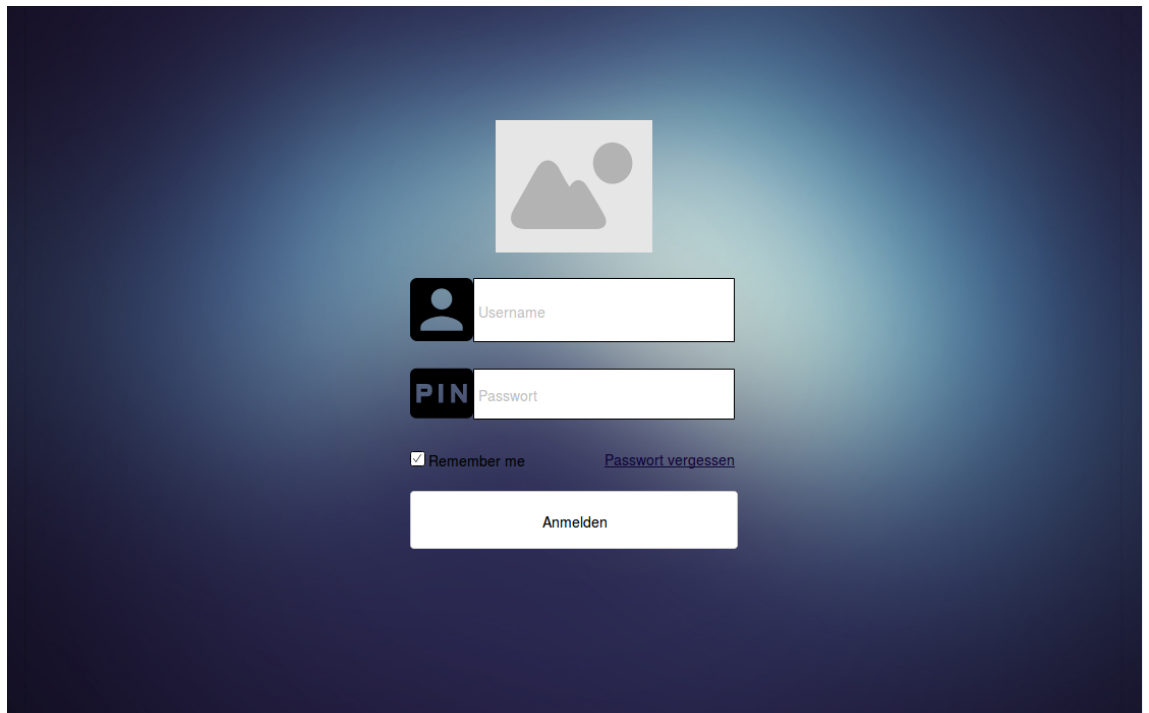 Username
PIN
Passwort
Remember me
Passwort vergessen
Anmelden